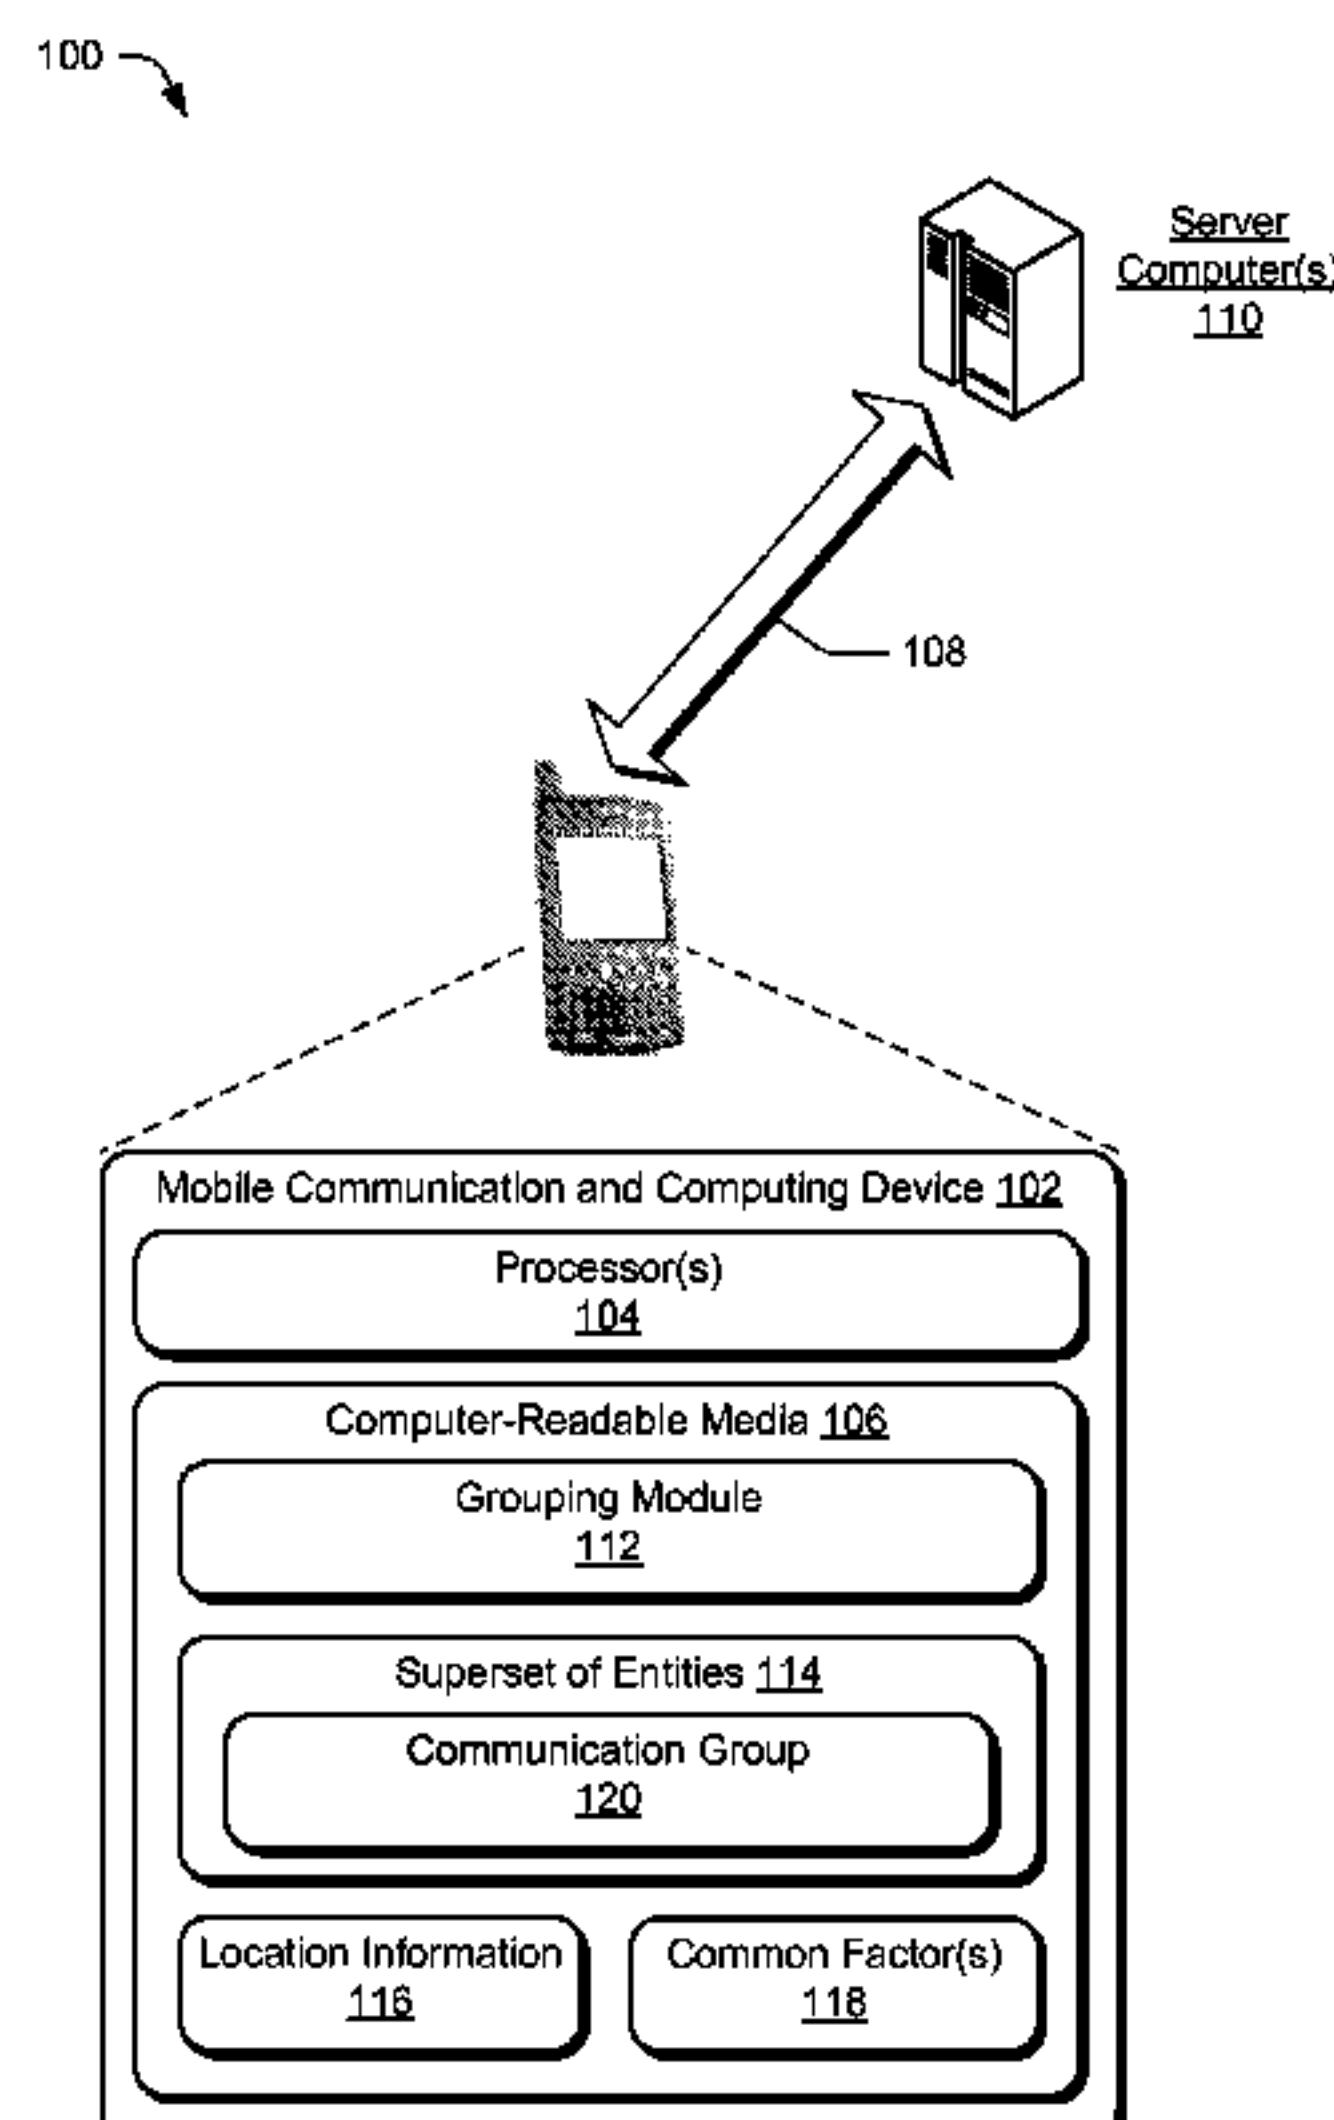 100
Server
Computer(s)
110
108
Mobile Communication and Computing Device 102
Processor(s)
104
Computer-Readable Media 106
Grouping Module
112
Superset of Entities 114
Communication Group
120
Location Information
116
Common Factor(s)
118